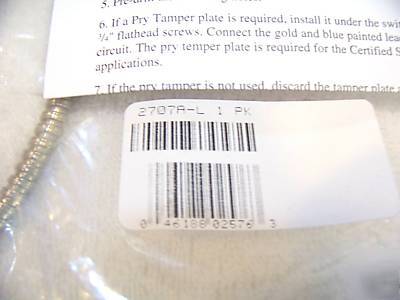 6. If a Pry Tamper plate is required, install it under the swit
¾" flathead screws. Connect the gold and blue painted lea
circuit. The pry temper plate is required for the Certified S
applications.
7. If the pry tamper is not used, discard the tamper plate a
2707A-L 1 PK
0 46188 02576 3